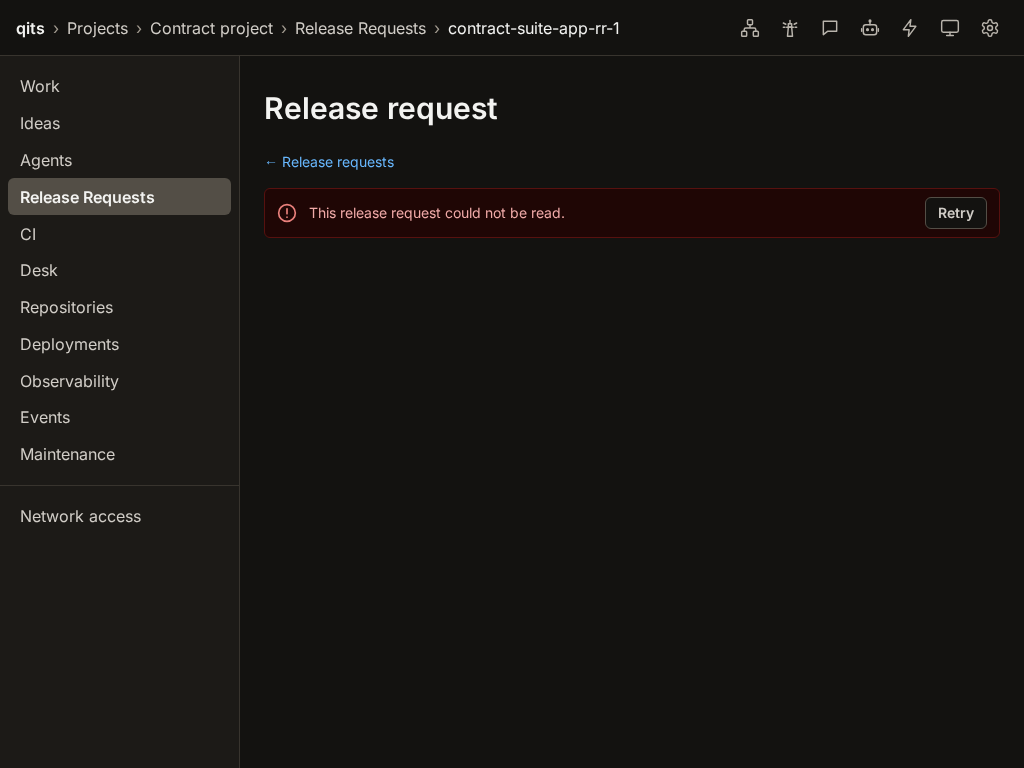 qits › Projects › Contract project › Release Requests › contract-suite-app-rr-1
Work
Ideas
Agents
Release Requests
CI
Desk
Repositories
Deployments
Observability
Events
Maintenance
Network access
Release request
← Release requests
This release request could not be read.
Retry